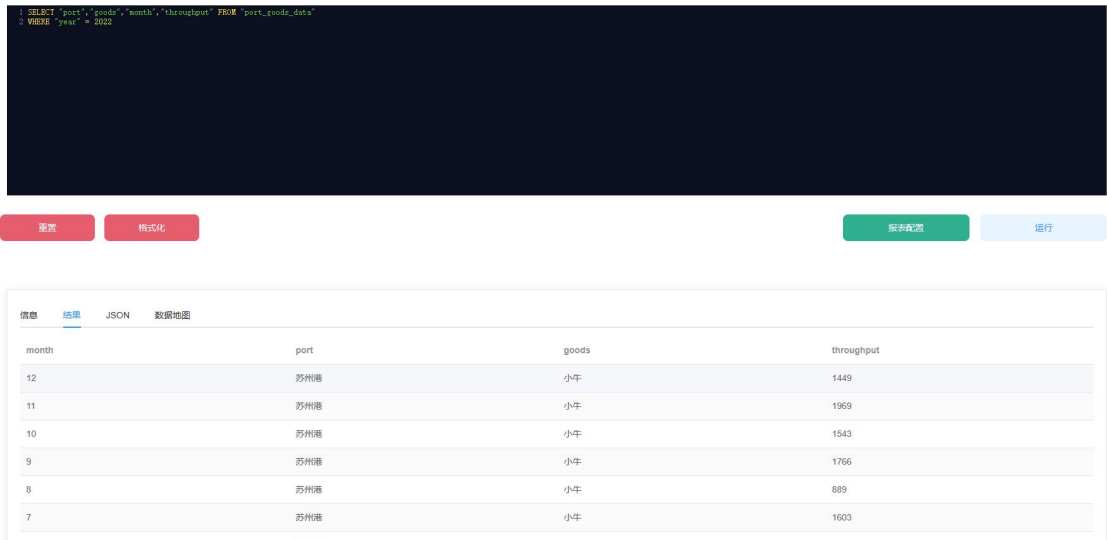 1 SELECT "port","goods","month","throughput" FROM "port_goods_data"
2 WHERE "year" = 2022
重置 格式化 报表配置 运行
信息 结果 JSON 数据地图
month port goods throughput
12 苏州港 小牛 1449
11 苏州港 小牛 1969
10 苏州港 小牛 1543
9 苏州港 小牛 1766
8 苏州港 小牛 889
7 苏州港 小牛 1603